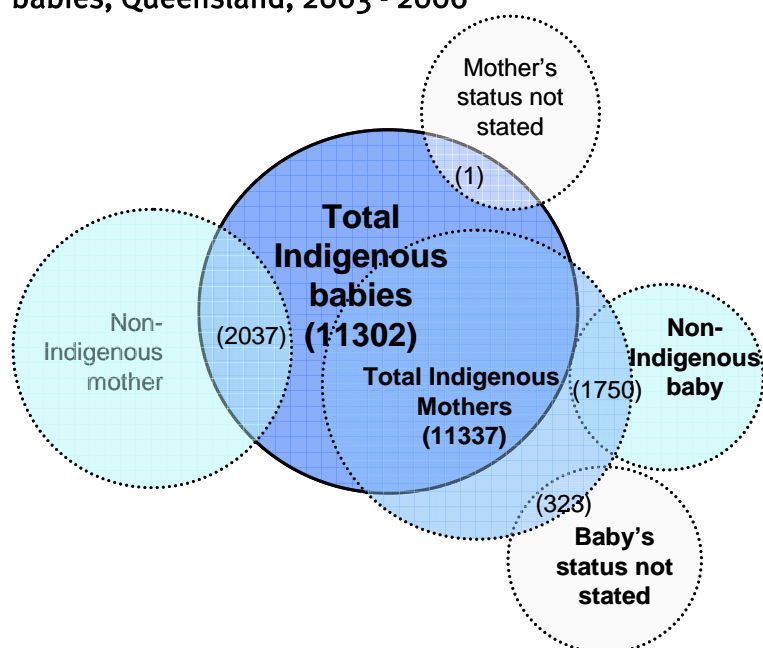 babies, Queensland, 2003 - 2006
Mother's
status not
stated
(1)
Total
Indigenous
babies
(11302)
Non-
Indigenous
mother
(2037)
Total Indigenous
Mothers
(11337)
Non-
Indigenous
baby
(1750)
(323)
Baby's
status not
stated